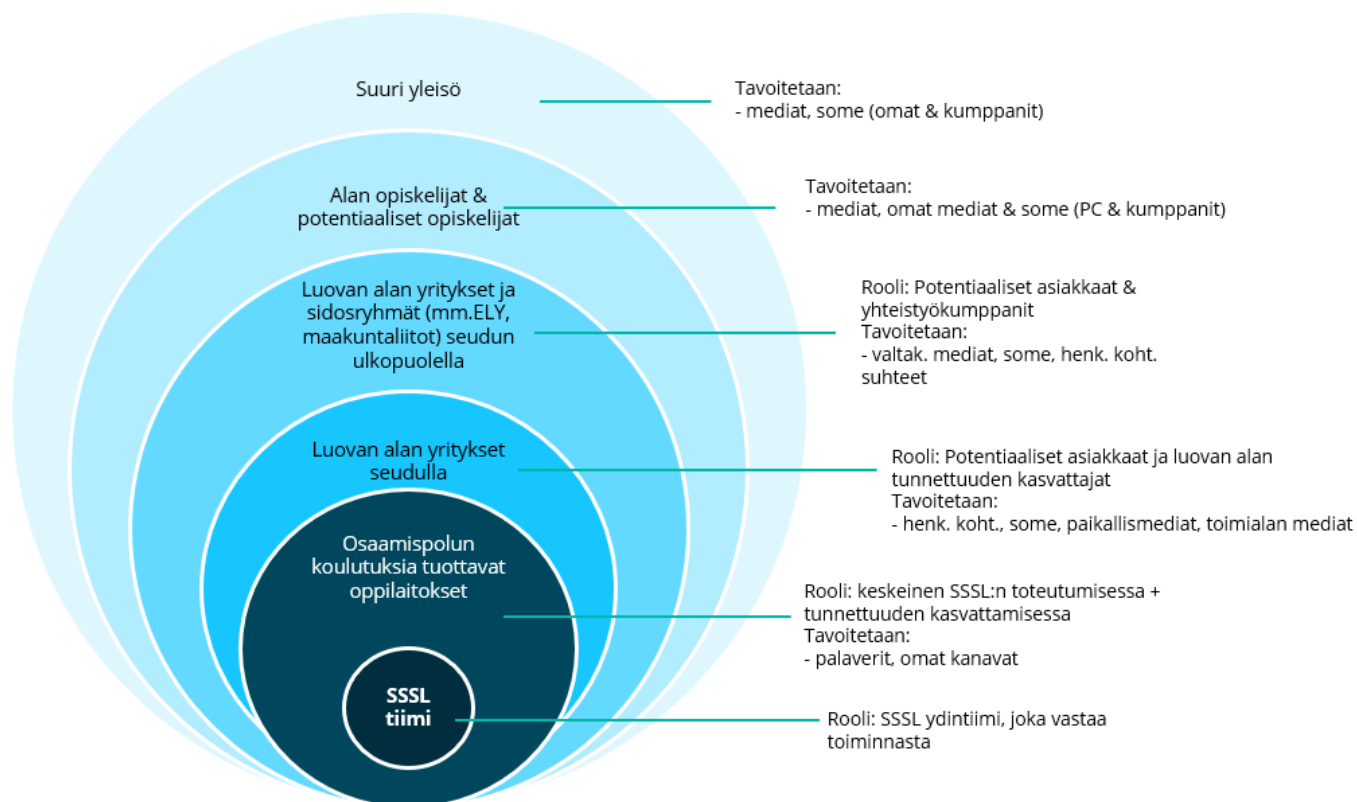 Suuri yleisö
Tavoitetaan:
- mediat, some (omat & kumppanit)
Alan opiskelijat &
potentiaaliset opiskelijat
Tavoitetaan:
- mediat, omat mediat & some (PC & kumppanit)
Luovan alan yritykset ja
sidosryhmät (mm.ELY,
maakuntaliitot) seudun
ulkopuolella
Rooli: Potentiaaliset asiakkaat &
yhteistyökumppanit
Tavoitetaan:
- valtak. mediat, some, henk. koht.
suhteet
Luovan alan yritykset
seudulla
Rooli: Potentiaaliset asiakkaat ja luovan alan
tunnettuuden kasvattajat
Tavoitetaan:
- henk. koht., some, paikallismediat, toimialan mediat
Osaamispolun
koulutuksia tuottavat
oppilaitokset
Rooli: keskeinen SSSL:n toteutumisessa +
tunnettuuden kasvattamisessa
Tavoitetaan:
- palaverit, omat kanavat
SSSL
tiimi
Rooli: SSSL ydintiimi, joka vastaa
toiminnasta